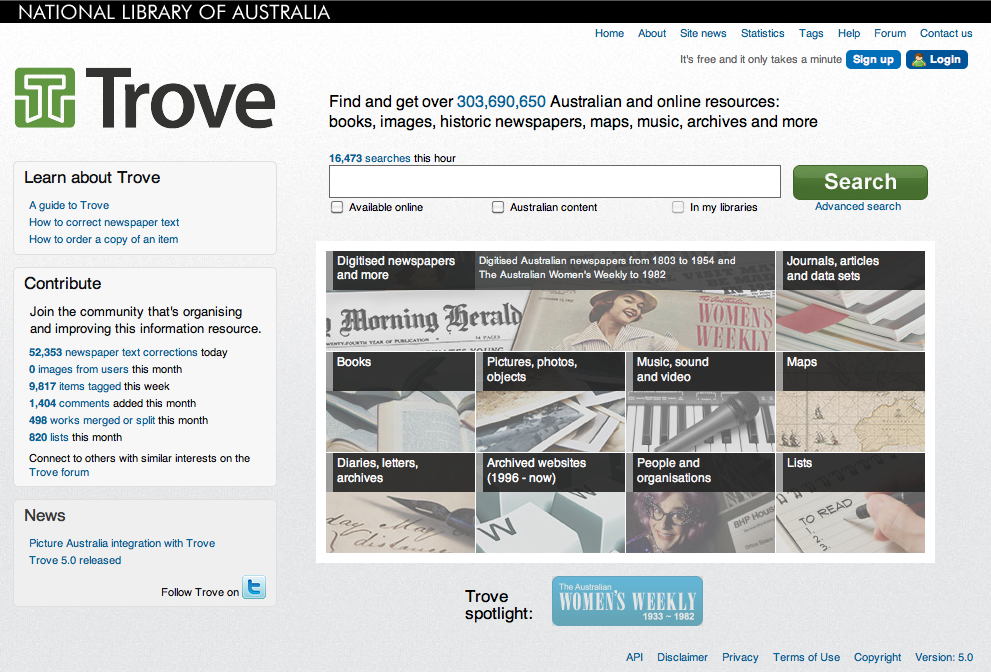 NATIONAL LIBRARY OF AUSTRALIA
Home About Site news Statistics Tags Help Forum Contact us
It's free and it only takes a minute Sign up Login
Trove
Find and get over 303,690,650 Australian and online resources:
books, images, historic newspapers, maps, music, archives and more
16,473 searches this hour
Search
Available online Australian content In my libraries
Advanced search
Learn about Trove
A guide to Trove
How to correct newspaper text
How to order a copy of an item
Contribute
Join the community that's organising
and improving this information resource.
52,353 newspaper text corrections today
0 images from users this month
9,817 items tagged this week
1,404 comments added this month
498 works merged or split this month
820 lists this month
Connect to others with similar interests on the
Trove forum
News
Picture Australia integration with Trove
Trove 5.0 released
Follow Trove on
Digitised newspapers
and more
Digitised Australian newspapers from 1803 to 1954 and
The Australian Women's Weekly to 1982
Morning Herald
14 PAGES
WOMEN'S
WEEKLY
Journals, articles
and data sets
Books
Pictures, photos,
objects
Music, sound
and video
Maps
Diaries, letters,
archives
day May
distance
Archived websites
(1996 - now)
W
People and
organisations
BHP House
Lists
TO READ
1.
2.
3.
Trove
spotlight:
The Australian
WOMEN'S WEEKLY
1933 ~ 1982
API Disclaimer Privacy Terms of Use Copyright Version: 5.0